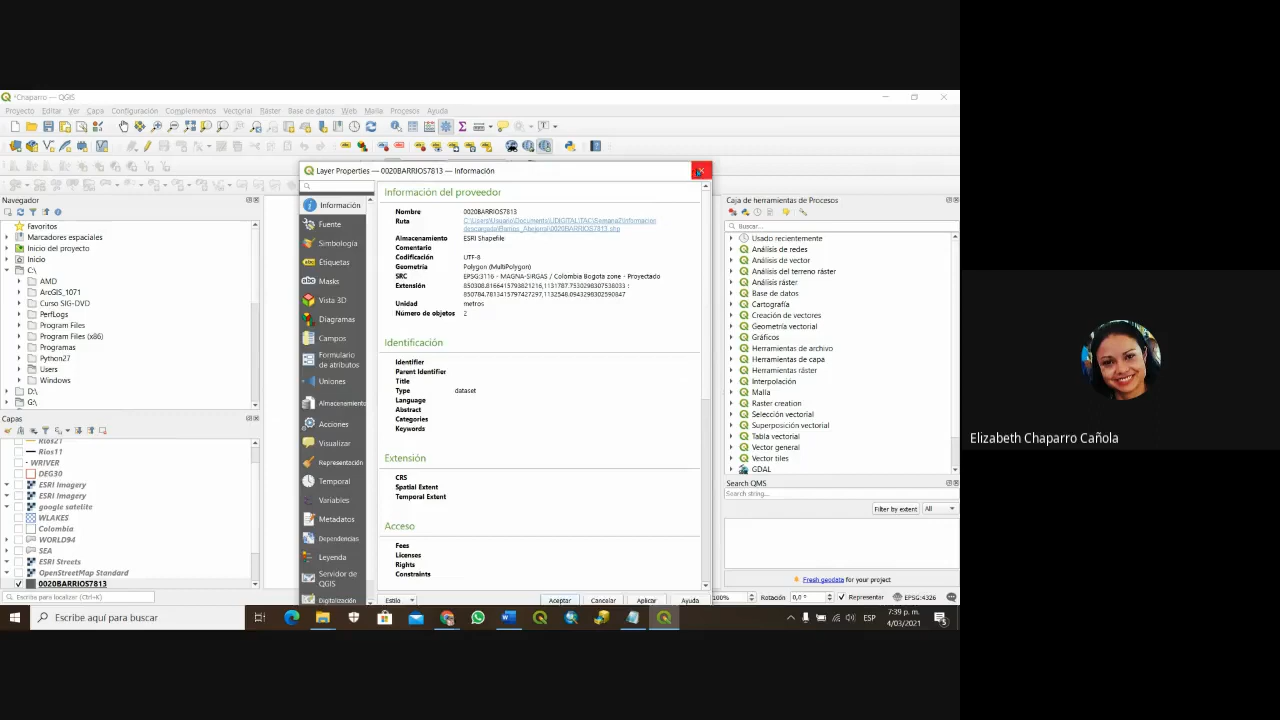 *Chaparro — QGIS
Proyecto Editar Ver Capa Configuración Complementos Vectorial Ráster Base de datos Web Malla Procesos Ayuda
Layer Properties — 0020BARRIOS7813 — Información
Navegador
Favoritos
Marcadores espaciales
Inicio del proyecto
Inicio
C:\
AMD
ArcGIS_1071
Curso SIG-DVD
PerfLogs
Program Files
Program Files (x86)
Programas
Python27
Users
Windows
D:\
G:\
Capas
Rios21
Rios11
WRIVER
DEG30
ESRI Imagery
ESRI Imagery
google satelite
WLAKES
Colombia
WORLD94
SEA
ESRI Streets
OpenStreetMap Standard
0020BARRIOS7813
Escribe para localizar (Ctrl+K)
Información
Fuente
Simbología
Etiquetas
Masks
Vista 3D
Diagramas
Campos
Formulario de atributos
Uniones
Almacenamiento
Acciones
Visualizar
Representación
Temporal
Variables
Metadatos
Dependencias
Leyenda
Servidor de QGIS
Digitalización
Información del proveedor
Nombre 0020BARRIOS7813
Ruta
Almacenamiento ESRI Shapefile
Comentario
Codificación UTF-8
Geometría Polygon (MultiPolygon)
SRC EPSG:3116 - MAGNA-SIRGAS / Colombia Bogota zone - Proyectado
Extensión 850308.8166415793821216,1131787.7530298307538033 :
850784.7813415797427297,1132548.0943298302590847
Unidad metros
Número de objetos 2
Identificación
Identifier
Parent Identifier
Title
Type dataset
Language
Abstract
Categories
Keywords
Extensión
CRS
Spatial Extent
Temporal Extent
Acceso
Fees
Licenses
Rights
Constraints
Estilo Aceptar Cancelar Aplicar Ayuda
Caja de herramientas de Procesos
Buscar...
Usado recientemente
Análisis de redes
Análisis de vector
Análisis del terreno ráster
Análisis ráster
Base de datos
Cartografía
Creación de vectores
Geometría vectorial
Gráficos
Herramientas de archivo
Herramientas de capa
Herramientas ráster
Interpolación
Malla
Raster creation
Selección vectorial
Superposición vectorial
Tabla vectorial
Vector general
Vector tiles
GDAL
Search QMS
Search string...
Filter by extent All
Fresh geodata for your project
100% Rotación 0,0 ° Representar EPSG:4326
Escribe aquí para buscar
ESP
7:39 p. m.
4/03/2021
Elizabeth Chaparro Cañola